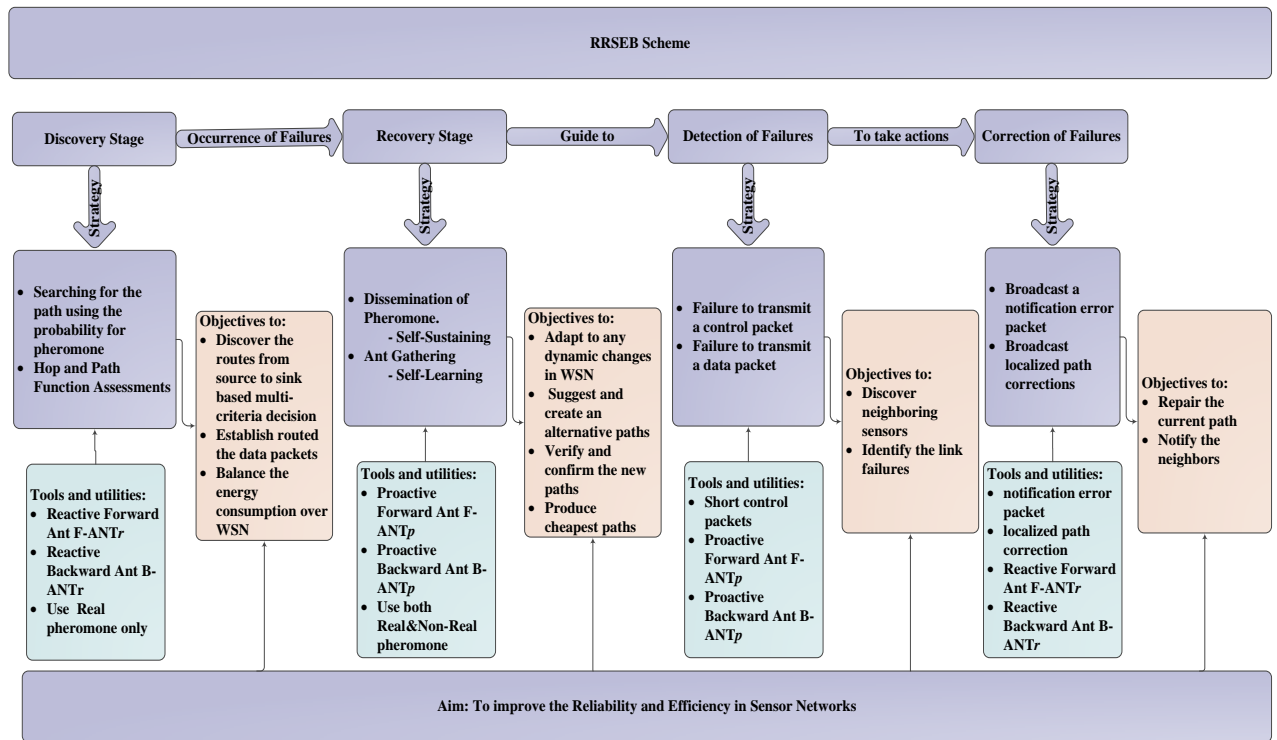 RRSEB Scheme
Discovery Stage
Occurrence of Failures
Recovery Stage
Guide to
Detection of Failures
To take actions
Correction of Failures
Strategy
Strategy
Strategy
Strategy
• Searching for the
path using the
probability for
pheromone
• Hop and Path
Function Assessments
Objectives to:
• Discover the
routes from
source to sink
based multi-
criteria decision
• Establish routed
the data packets
• Balance the
energy
consumption over
WSN
Tools and utilities:
• Reactive Forward
Ant F-ANTr
• Reactive
Backward Ant B-
ANTr
• Use Real
pheromone only
• Dissemination of
Pheromone.
- Self-Sustaining
• Ant Gathering
- Self-Learning
Objectives to:
• Adapt to any
dynamic changes
in WSN
• Suggest and
create an
alternative paths
• Verify and
confirm the new
paths
• Produce
cheapest paths
Tools and utilities:
• Proactive
Forward Ant F-
ANTp
• Proactive
Backward Ant B-
ANTp
• Use both
Real&Non-Real
pheromone
• Failure to transmit
a control packet
• Failure to transmit
a data packet
Objectives to:
• Discover
neighboring
sensors
• Identify the link
failures
Tools and utilities:
• Short control
packets
• Proactive
Forward Ant F-
ANTp
• Proactive
Backward Ant B-
ANTp
• Broadcast a
notification error
packet
• Broadcast
localized path
corrections
Objectives to:
• Repair the
current path
• Notify the
neighbors
Tools and utilities:
• notification error
packet
• localized path
correction
• Reactive Forward
Ant F-ANTr
• Reactive
Backward Ant B-
ANTr
Aim: To improve the Reliability and Efficiency in Sensor Networks